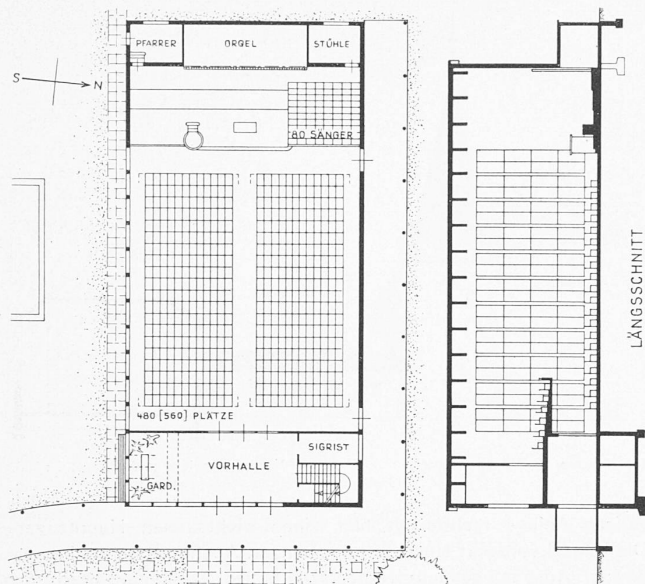 PFARRER
ORGEL
STÜHLE
S
N
80 SÄNGER
480 [560] PLÄTZE
SIGRIST
VORHALLE
GARD.
LÄNGSSCHNITT